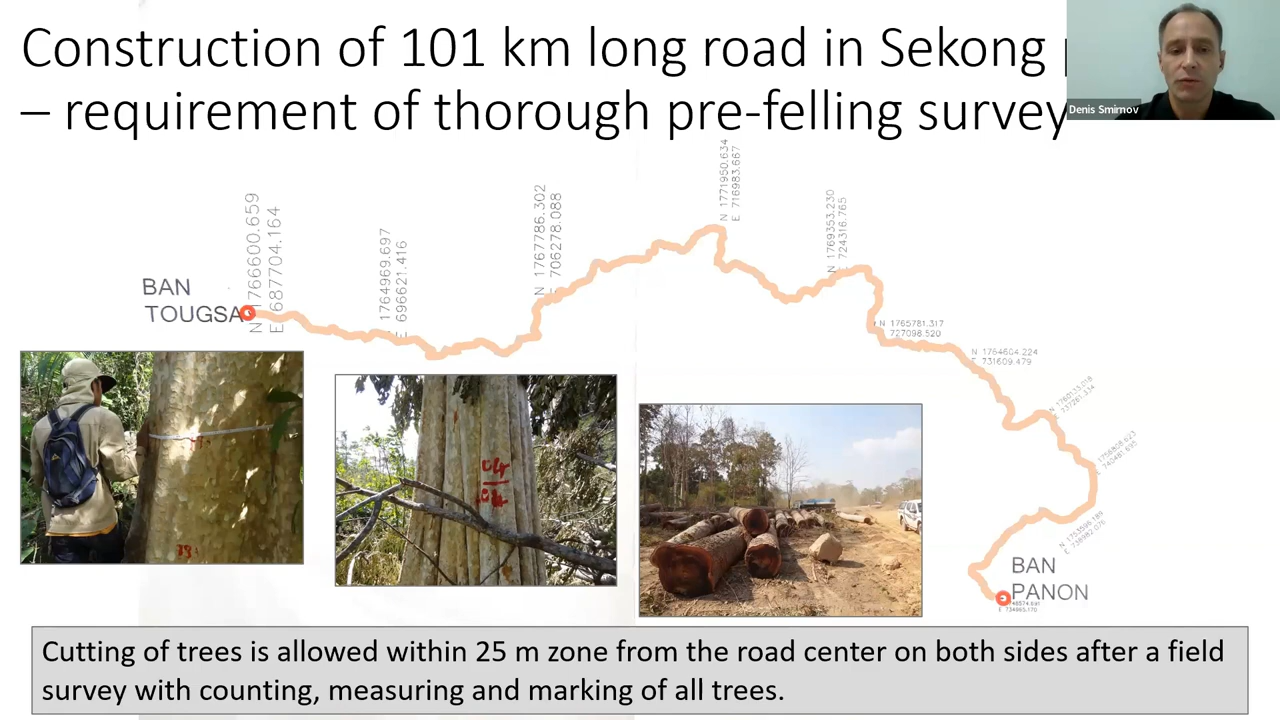 Construction of 101 km long road in Sekong
– requirement of thorough pre-felling survey
Denis Smirnov
N 1766600.659
E 687704.164
1764969.697
E 696621.416
N 1767786.302
706278.088
N 1771950.634
E 716983.667
N 1769353.230
724316.765
BAN
TOUGSA
N 1765781.317
727098.520
N 1764604.224
E 731609.479
BAN
PANON
Cutting of trees is allowed within 25 m zone from the road center on both sides after a field
survey with counting, measuring and marking of all trees.